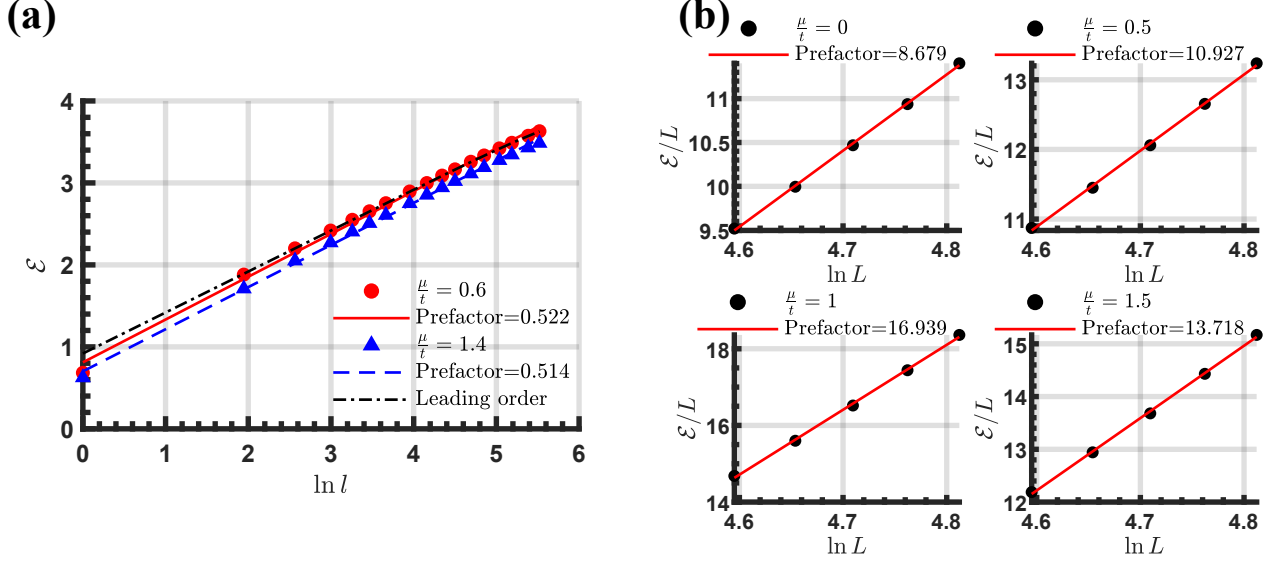 (a)
4
3
2
1
0
ℰ
0
1
2
3
4
5
6
ln l
μ/t = 0.6
Prefactor=0.522
μ/t = 1.4
Prefactor=0.514
Leading order
(b)
μ/t = 0
Prefactor=8.679
11
10.5
10
9.5
ℰ/L
4.6
4.7
4.8
ln L
μ/t = 0.5
Prefactor=10.927
13
12
11
ℰ/L
4.6
4.7
4.8
ln L
μ/t = 1
Prefactor=16.939
18
16
14
ℰ/L
4.6
4.7
4.8
ln L
μ/t = 1.5
Prefactor=13.718
15
14
13
12
ℰ/L
4.6
4.7
4.8
ln L